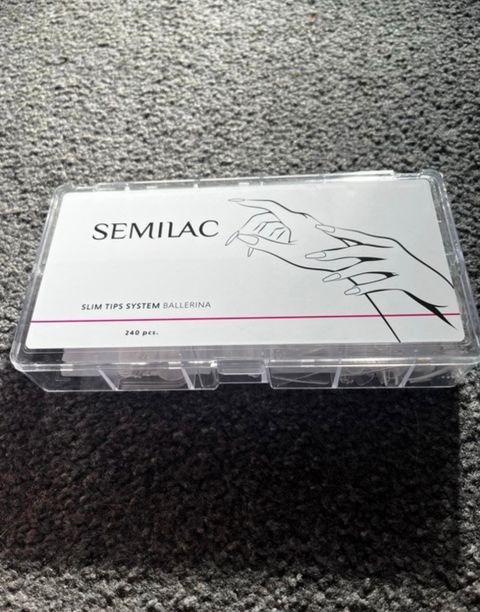 SEMILAC
SLIM TIPS SYSTEM BALLERINA
240 pcs.